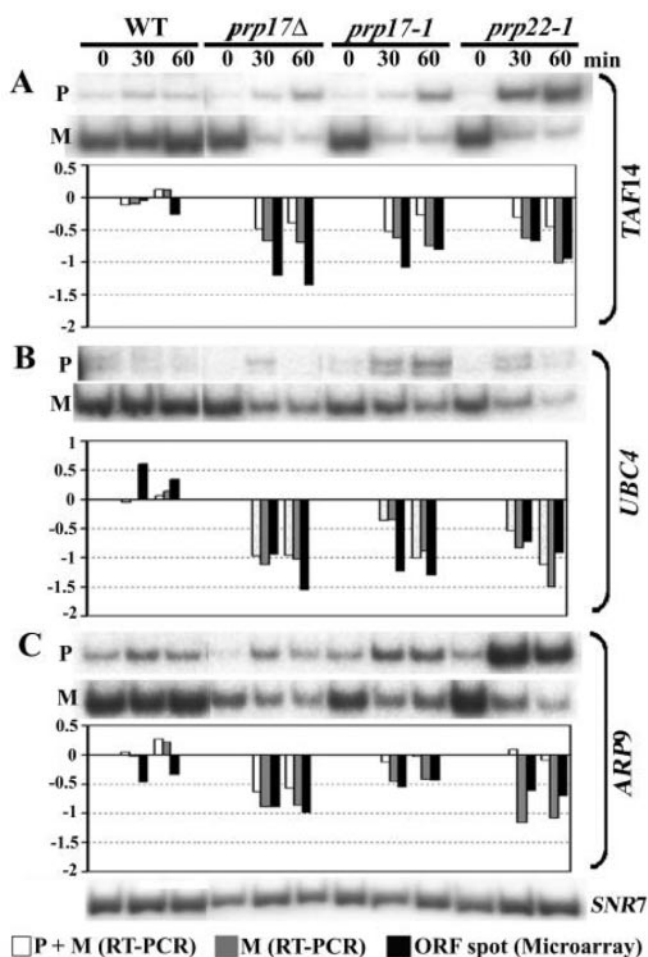 WT prp17Δ prp17-1 prp22-1
0 30 60 0 30 60 0 30 60 0 30 60 min
A
P
M
0.5
0
-0.5
-1
-1.5
-2
TAF14
B
P
M
1
0.5
0
-0.5
-1
-1.5
-2
UBC4
C
P
M
0.5
0
-0.5
-1
-1.5
-2
ARP9
SNR7
P + M (RT-PCR) M (RT-PCR) ORF spot (Microarray)